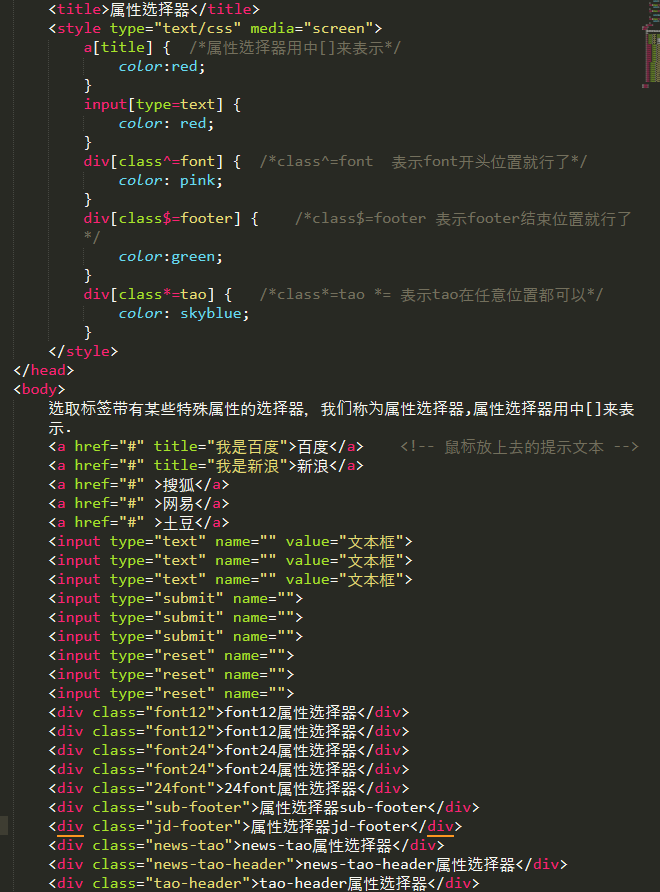 <title>属性选择器</title>
<style type="text/css" media="screen">
a[title] {  /*属性选择器用中[]来表示*/
color:red;
}
input[type=text] {
color: red;
}
div[class^=font] {  /*class^=font  表示font开头位置就行了*/
color: pink;
}
div[class$=footer] {    /*class$=footer 表示footer结束位置就行了
*/
color:green;
}
div[class*=tao] {   /*class*=tao *= 表示tao在任意位置都可以*/
color: skyblue;
}
</style>
</head>
<body>
选取标签带有某些特殊属性的选择器, 我们称为属性选择器,属性选择器用中[]来表
示.
<a href="#" title="我是百度">百度</a>    <!-- 鼠标放上去的提示文本 -->
<a href="#" title="我是新浪">新浪</a>
<a href="#" >搜狐</a>
<a href="#" >网易</a>
<a href="#" >土豆</a>
<input type="text" name="" value="文本框">
<input type="text" name="" value="文本框">
<input type="text" name="" value="文本框">
<input type="submit" name="">
<input type="submit" name="">
<input type="submit" name="">
<input type="reset" name="">
<input type="reset" name="">
<input type="reset" name="">
<div class="font12">font12属性选择器</div>
<div class="font12">font12属性选择器</div>
<div class="font24">font24属性选择器</div>
<div class="font24">font24属性选择器</div>
<div class="24font">24font属性选择器</div>
<div class="sub-footer">属性选择器sub-footer</div>
<div class="jd-footer">属性选择器jd-footer</div>
<div class="news-tao">news-tao属性选择器</div>
<div class="news-tao-header">news-tao-header属性选择器</div>
<div class="tao-header">tao-header属性选择器</div>